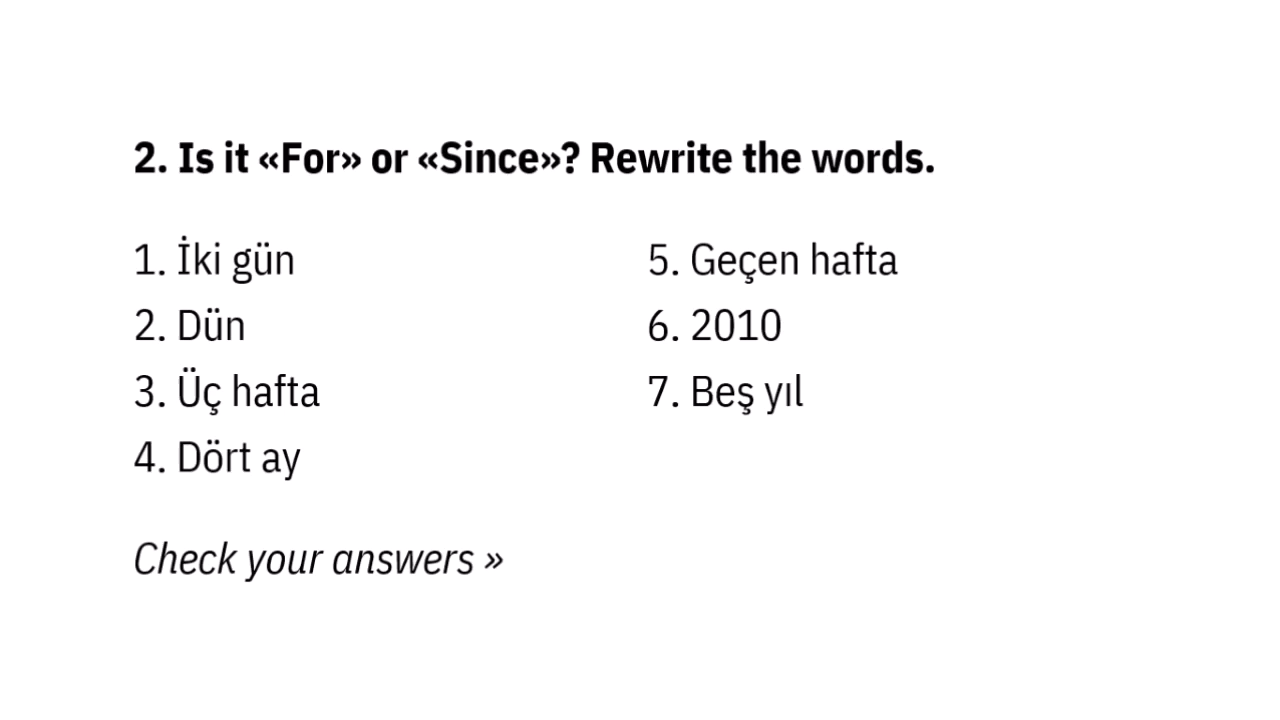 2. Is it «For» or «Since»? Rewrite the words.
1. İki gün
2. Dün
3. Üç hafta
4. Dört ay
5. Geçen hafta
6. 2010
7. Beş yıl
Check your answers »